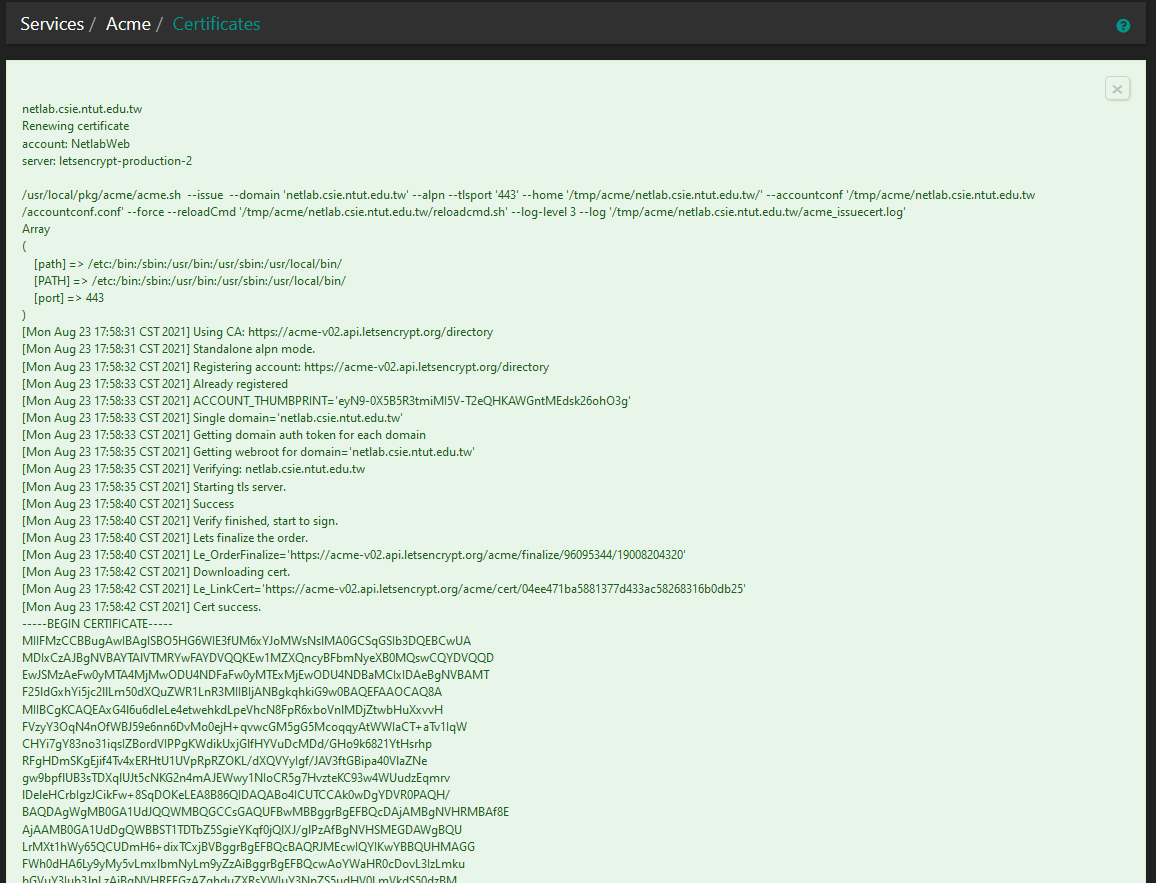 Services / Acme / Certificates
netlab.csie.ntut.edu.tw
Renewing certificate
account: NetlabWeb
server: letsencrypt-production-2
/usr/local/pkg/acme/acme.sh --issue --domain 'netlab.csie.ntut.edu.tw' --alpn --tlsport '443' --home '/tmp/acme/netlab.csie.ntut.edu.tw/' --accountconf '/tmp/acme/netlab.csie.ntut.edu.tw
/accountconf.conf' --force --reloadCmd '/tmp/acme/netlab.csie.ntut.edu.tw/reloadcmd.sh' --log-level 3 --log '/tmp/acme/netlab.csie.ntut.edu.tw/acme_issuecert.log'
Array
(
[path] => /etc:/bin:/sbin:/usr/bin:/usr/sbin:/usr/local/bin/
[PATH] => /etc:/bin:/sbin:/usr/bin:/usr/sbin:/usr/local/bin/
[port] => 443
)
[Mon Aug 23 17:58:31 CST 2021] Using CA: https://acme-v02.api.letsencrypt.org/directory
[Mon Aug 23 17:58:31 CST 2021] Standalone alpn mode.
[Mon Aug 23 17:58:32 CST 2021] Registering account: https://acme-v02.api.letsencrypt.org/directory
[Mon Aug 23 17:58:33 CST 2021] Already registered
[Mon Aug 23 17:58:33 CST 2021] ACCOUNT_THUMBPRINT='eyN9-0X5B5R3tmiMI5V-T2eQHKAWGntMEdsk26ohO3g'
[Mon Aug 23 17:58:33 CST 2021] Single domain='netlab.csie.ntut.edu.tw'
[Mon Aug 23 17:58:33 CST 2021] Getting domain auth token for each domain
[Mon Aug 23 17:58:35 CST 2021] Getting webroot for domain='netlab.csie.ntut.edu.tw'
[Mon Aug 23 17:58:35 CST 2021] Verifying: netlab.csie.ntut.edu.tw
[Mon Aug 23 17:58:35 CST 2021] Starting tls server.
[Mon Aug 23 17:58:40 CST 2021] Success
[Mon Aug 23 17:58:40 CST 2021] Verify finished, start to sign.
[Mon Aug 23 17:58:40 CST 2021] Lets finalize the order.
[Mon Aug 23 17:58:40 CST 2021] Le_OrderFinalize='https://acme-v02.api.letsencrypt.org/acme/finalize/96095344/19008204320'
[Mon Aug 23 17:58:42 CST 2021] Downloading cert.
[Mon Aug 23 17:58:42 CST 2021] Le_LinkCert='https://acme-v02.api.letsencrypt.org/acme/cert/04ee471ba5881377d433ac58268316b0db25'
[Mon Aug 23 17:58:42 CST 2021] Cert success.
-----BEGIN CERTIFICATE-----
MIIFMzCCBBugAwIBAgISBO5HG6WIE3fUM6xYJoMWsNslMA0GCSqGSIb3DQEBCwUA
MDIxCzAJBgNVBAYTAlVTMRYwFAYDVQQKEw1MZXQncyBFbmNyeXB0MQswCQYDVQQD
EwJSMzAeFw0yMTA4MjMwODU4NDFaFw0yMTExMjEwODU4NDBaMCIxIDAeBgNVBAMT
F25ldGxhYi5jc2llLm50dXQuZWR1LnR3MIIBIjANBgkqhkiG9w0BAQEFAAOCAQ8A
MIIBCgKCAQEAxG4l6u6dIeLe4etwehkdLpeVhcN8FpR6xboVnIMDjZtwbHuXxvvH
FVzyY3OqN4nOfWBJ59e6nn6DvMo0ejH+qvwcGM5gG5McoqqyAtWWlaCT+aTv1IqW
CHYi7gY83no31iqslZBordVlPPgKWdikUxjGlfHYVuDcMDd/GHo9k6821YtHsrhp
RFgHDmSKgEjif4Tv4xERHtU1UVpRpRZOKL/dXQVYylgf/JAV3ftGBipa40VlaZNe
gw9bpflUB3sTDXqlUJt5cNKG2n4mAJEWwy1NIoCR5g7HvzteKC93w4WUudzEqmrv
IDeleHCrbIgzJCikFw+8SqDOKeLEA8B86QIDAQABo4ICUTCCAk0wDgYDVR0PAQH/
BAQDAgWgMB0GA1UdJQQWMBQGCCsGAQUFBwMBBggrBgEFBQcDAjAMBgNVHRMBAf8E
AjAAMB0GA1UdDgQWBBST1TDTbZ5SgieYKqf0jQlXJ/gIPzAfBgNVHSMEGDAWgBQU
LrMXt1hWy65QCUDmH6+dixTCxjBVBggrBgEFBQcBAQRJMEcwIQYIKwYBBQUHMAGG
FWh0dHA6Ly9yMy5vLmxlbmNyLm9yZzAiBggrBgEFBQcwAoYWaHR0cDovL3IzLmku